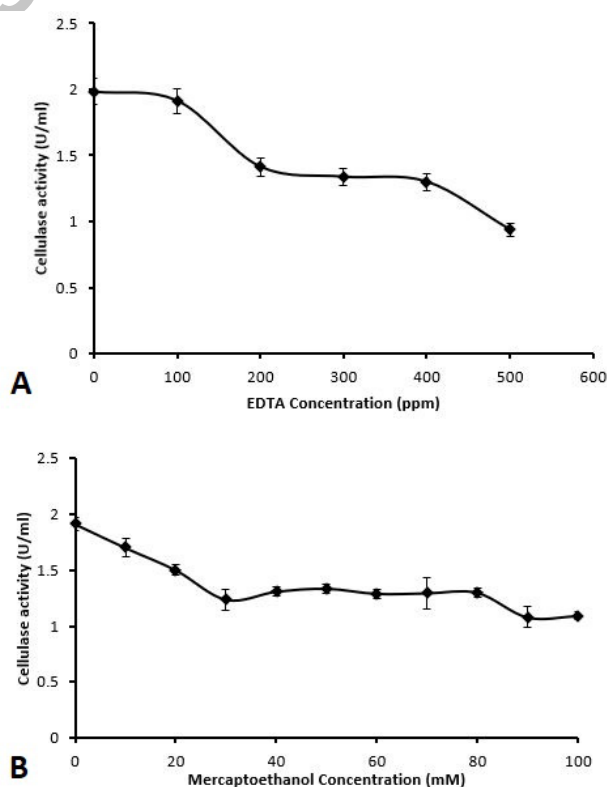 2.5
2
1.5
1
0.5
0
Cellulase activity (U/ml)
0 100 200 300 400 500 600
EDTA Concentration (ppm)
A
2.5
2
1.5
1
0.5
0
Cellulase activity (U/ml)
0 20 40 60 80 100
Mercaptoethanol Concentration (mM)
B